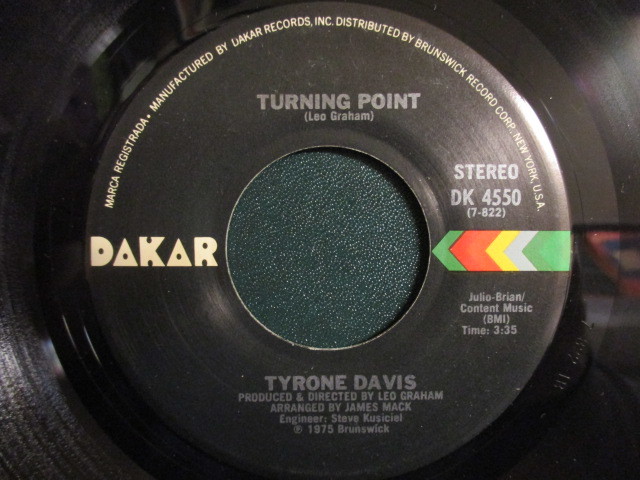 MARCA REGISTRADA • MANUFACTURED BY DAKAR RECORDS, INC. DISTRIBUTED BY BRUNSWICK RECORD CORP. NEW YORK, U.S.A.
TURNING POINT
(Leo Graham)
STEREO
DK 4550
(7-822)
DAKAR
Julio-Brian/
Content Music
(BMI)
Time: 3:35
TYRONE DAVIS
PRODUCED & DIRECTED BY LEO GRAHAM
ARRANGED BY JAMES MACK
Engineer: Steve Kusiciel
℗ 1975 Brunswick